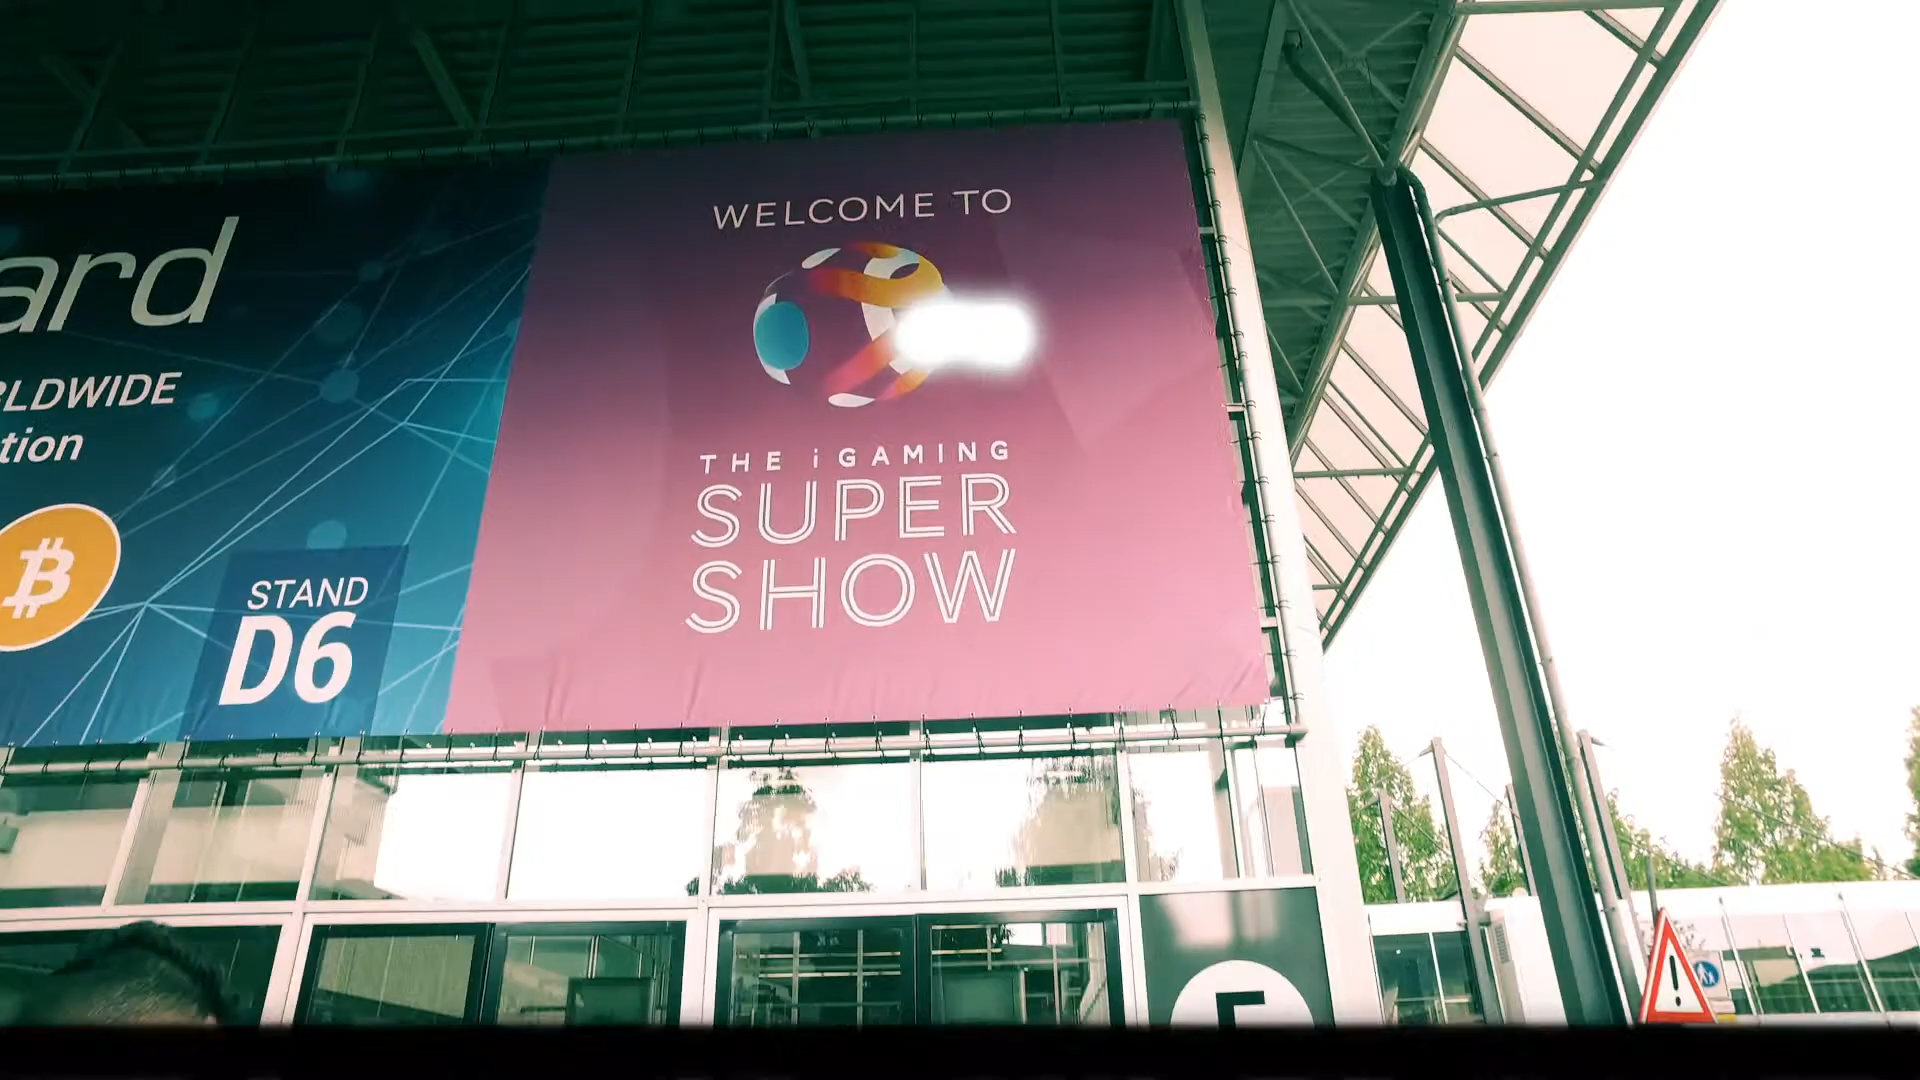 ard
RLDWIDE
tion
STAND
D6
WELCOME TO
THE iGAMING
SUPER
SHOW